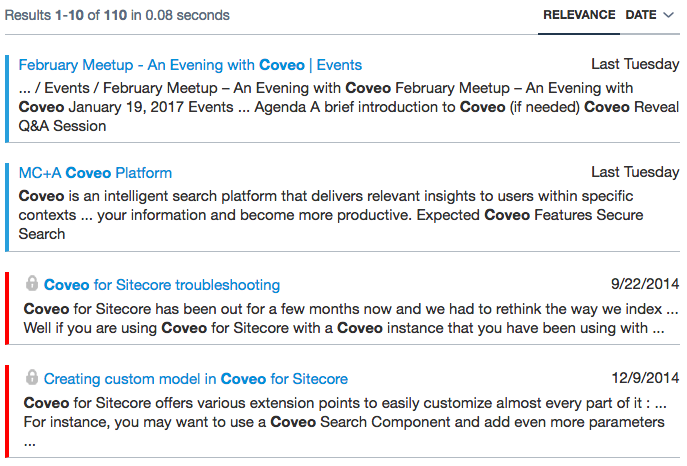 Results 1-10 of 110 in 0.08 seconds RELEVANCE DATE
February Meetup - An Evening with Coveo | Events Last Tuesday
... / Events / February Meetup – An Evening with Coveo February Meetup – An Evening with
Coveo January 19, 2017 Events ... Agenda A brief introduction to Coveo (if needed) Coveo Reveal
Q&A Session
MC+A Coveo Platform Last Tuesday
Coveo is an intelligent search platform that delivers relevant insights to users within specific
contexts ... your information and become more productive. Expected Coveo Features Secure
Search
Coveo for Sitecore troubleshooting 9/22/2014
Coveo for Sitecore has been out for a few months now and we had to rethink the way we index ...
Well if you are using Coveo for Sitecore with a Coveo instance that you have been using with ...
Creating custom model in Coveo for Sitecore 12/9/2014
Coveo for Sitecore offers various extension points to easily customize almost every part of it : ...
For instance, you may want to use a Coveo Search Component and add even more parameters
...